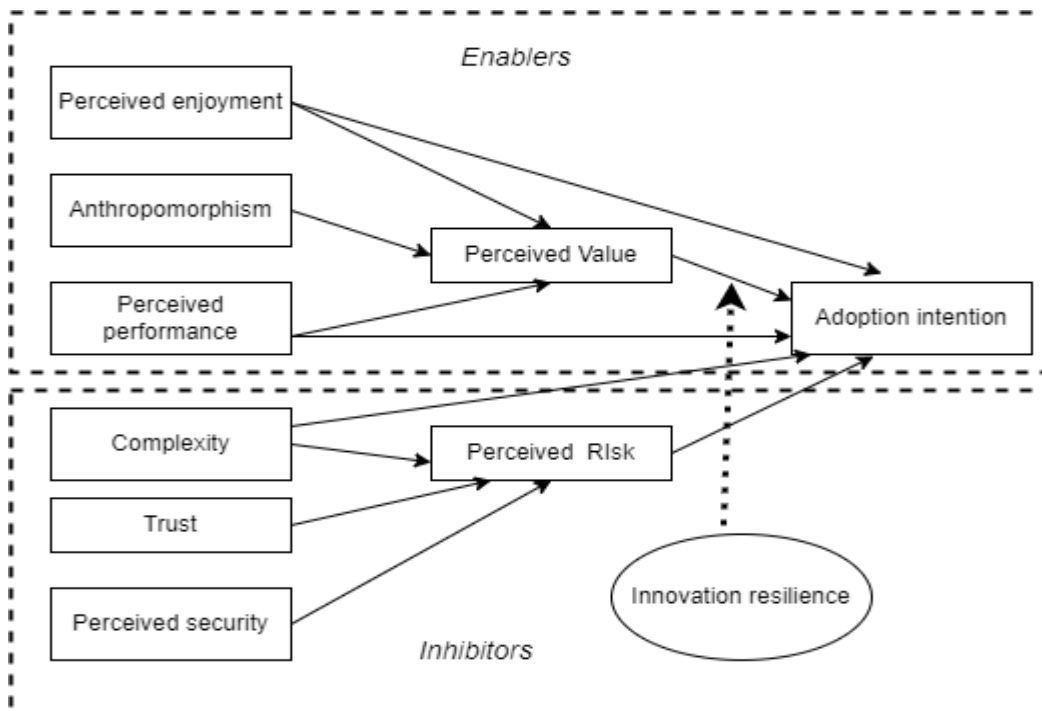 Enablers
Perceived enjoyment
Anthropomorphism
Perceived Value
Perceived
performance
Adoption intention
Complexity
Perceived RIsk
Trust
Innovation resilience
Perceived security
Inhibitors